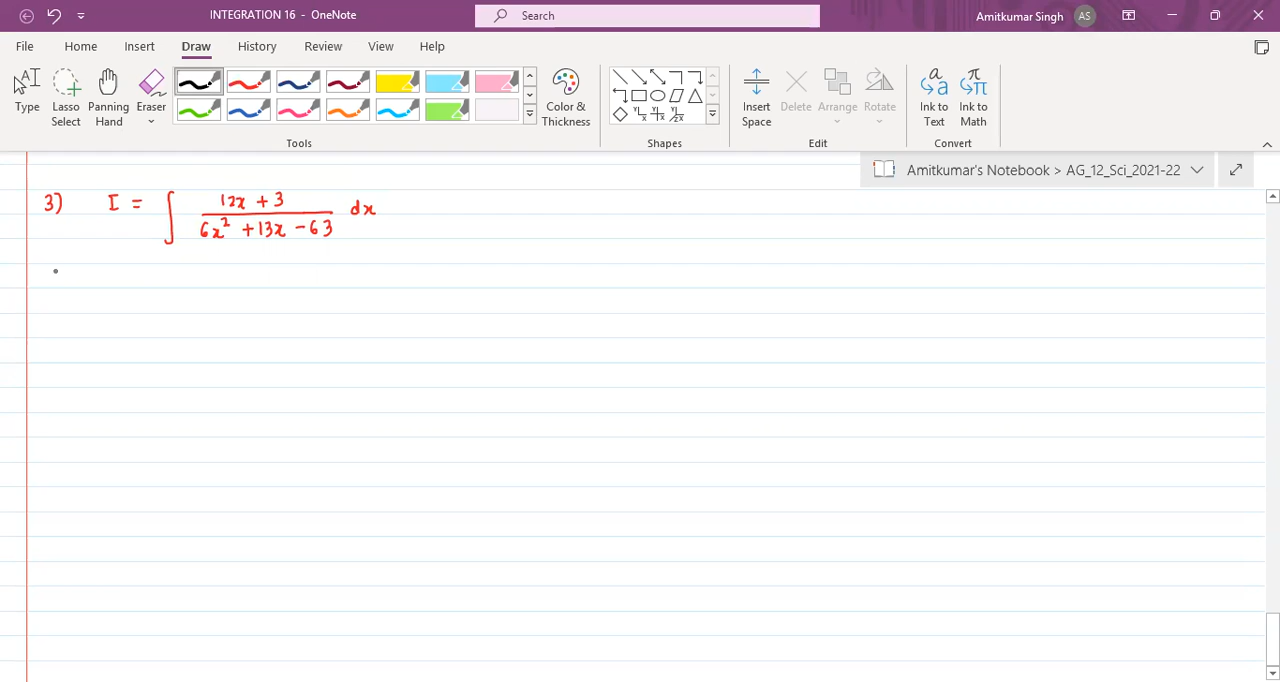 INTEGRATION 16 - OneNote
Search
Amitkumar Singh AS
File Home Insert Draw History Review View Help
Type
Lasso Select
Panning Hand
Eraser
Color & Thickness
Insert Space
Delete
Arrange
Rotate
Ink to Text
Ink to Math
Tools
Shapes
Edit
Convert
Amitkumar's Notebook > AG_12_Sci_2021-22
3) I = ∫ (12x + 3)/(6x² + 13x - 63) dx